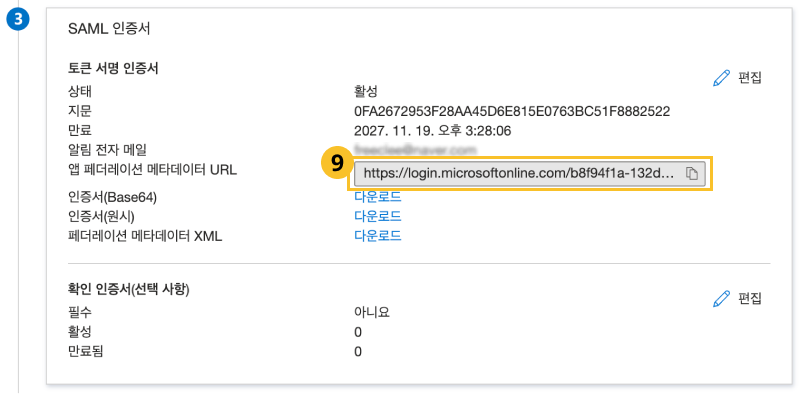 3
SAML 인증서
토큰 서명 인증서
편집
상태 활성
지문 0FA2672953F28AA45D6E815E0763BC51F8882522
만료 2027. 11. 19. 오후 3:28:06
알림 전자 메일
9
앱 페더레이션 메타데이터 URL https://login.microsoftonline.com/b8f94f1a-132d...
인증서(Base64) 다운로드
인증서(원시) 다운로드
페더레이션 메타데이터 XML 다운로드
확인 인증서(선택 사항)
편집
필수 아니요
활성 0
만료됨 0